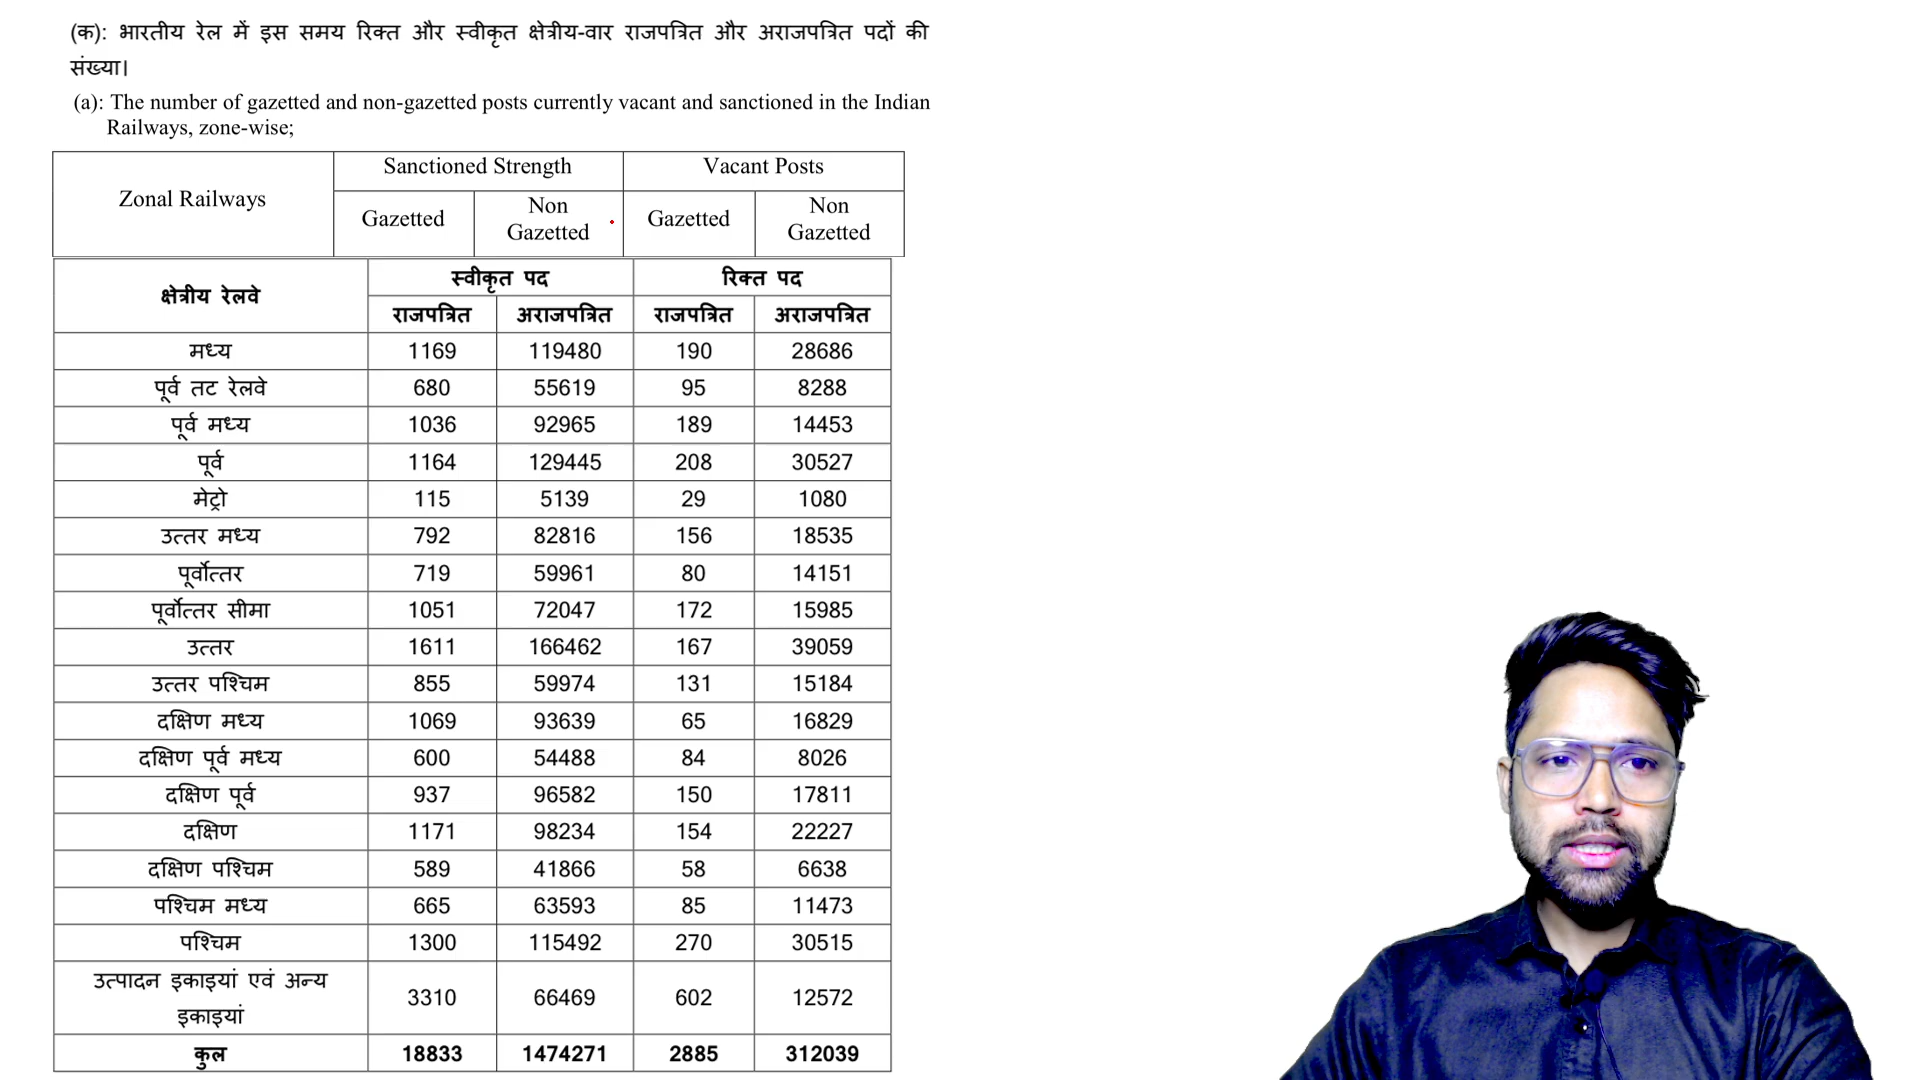 (क): भारतीय रेल में इस समय रिक्त और स्वीकृत क्षेत्रीय-वार राजपत्रित और अराजपत्रित पदों की
संख्या।
(a): The number of gazetted and non-gazetted posts currently vacant and sanctioned in the Indian
Railways, zone-wise;
Zonal Railways Sanctioned Strength Vacant Posts
Gazetted Non Gazetted Gazetted Non Gazetted
क्षेत्रीय रेलवे स्वीकृत पद रिक्त पद
राजपत्रित अराजपत्रित राजपत्रित अराजपत्रित
मध्य 1169 119480 190 28686
पूर्व तट रेलवे 680 55619 95 8288
पूर्व मध्य 1036 92965 189 14453
पूर्व 1164 129445 208 30527
मेट्रो 115 5139 29 1080
उत्तर मध्य 792 82816 156 18535
पूर्वोत्तर 719 59961 80 14151
पूर्वोत्तर सीमा 1051 72047 172 15985
उत्तर 1611 166462 167 39059
उत्तर पश्चिम 855 59974 131 15184
दक्षिण मध्य 1069 93639 65 16829
दक्षिण पूर्व मध्य 600 54488 84 8026
दक्षिण पूर्व 937 96582 150 17811
दक्षिण 1171 98234 154 22227
दक्षिण पश्चिम 589 41866 58 6638
पश्चिम मध्य 665 63593 85 11473
पश्चिम 1300 115492 270 30515
उत्पादन इकाइयां एवं अन्य
इकाइयां 3310 66469 602 12572
कुल 18833 1474271 2885 312039